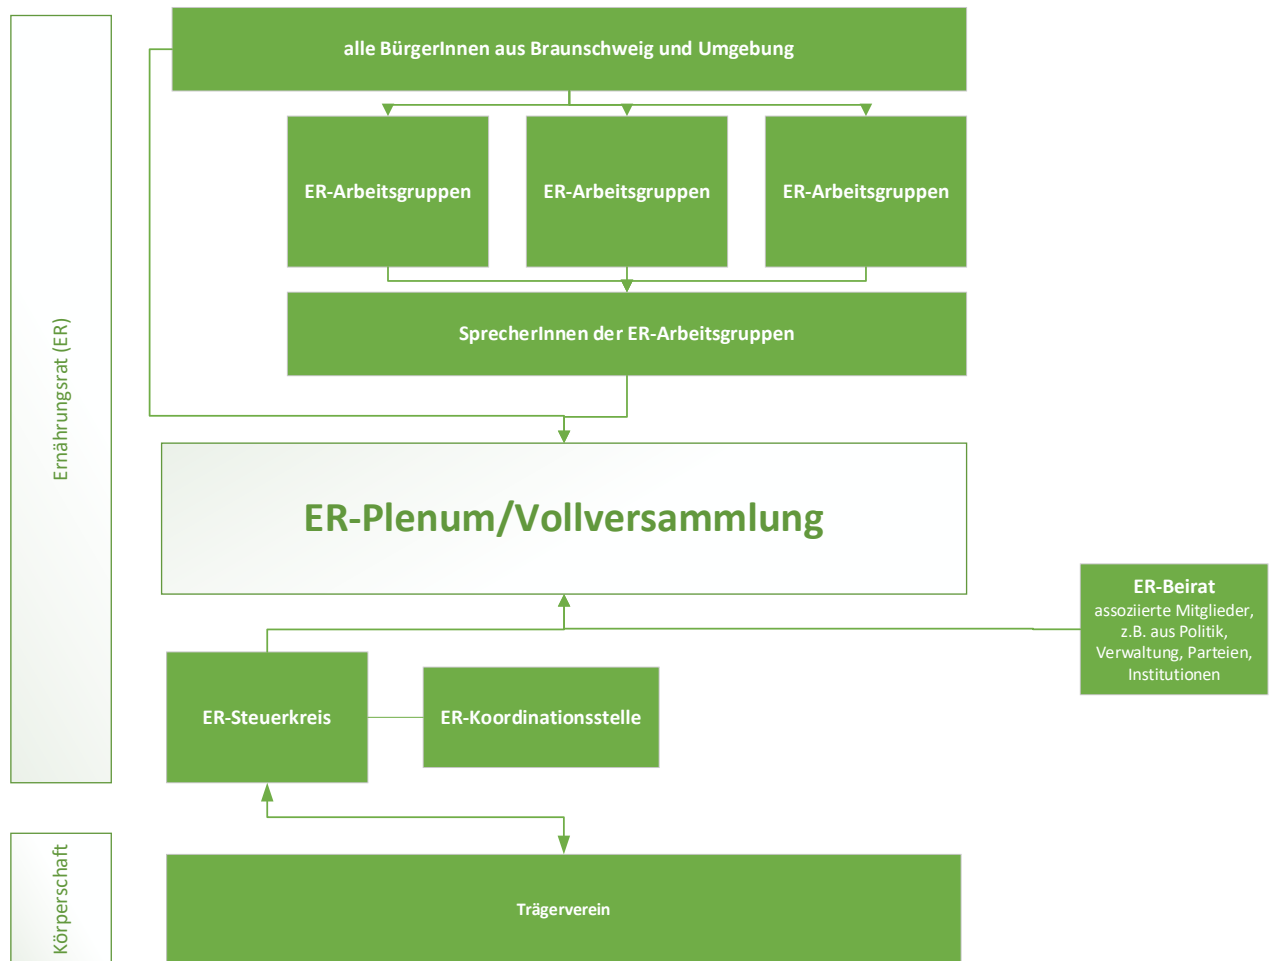 alle BürgerInnen aus Braunschweig und Umgebung
ER-Arbeitsgruppen
ER-Arbeitsgruppen
ER-Arbeitsgruppen
SprecherInnen der ER-Arbeitsgruppen
Ernährungsrat (ER)
ER-Plenum/Vollversammlung
ER-Beirat
assoziierte Mitglieder,
z.B. aus Politik,
Verwaltung, Parteien,
Institutionen
ER-Steuerkreis
ER-Koordinationsstelle
Körperschaft
Trägerverein